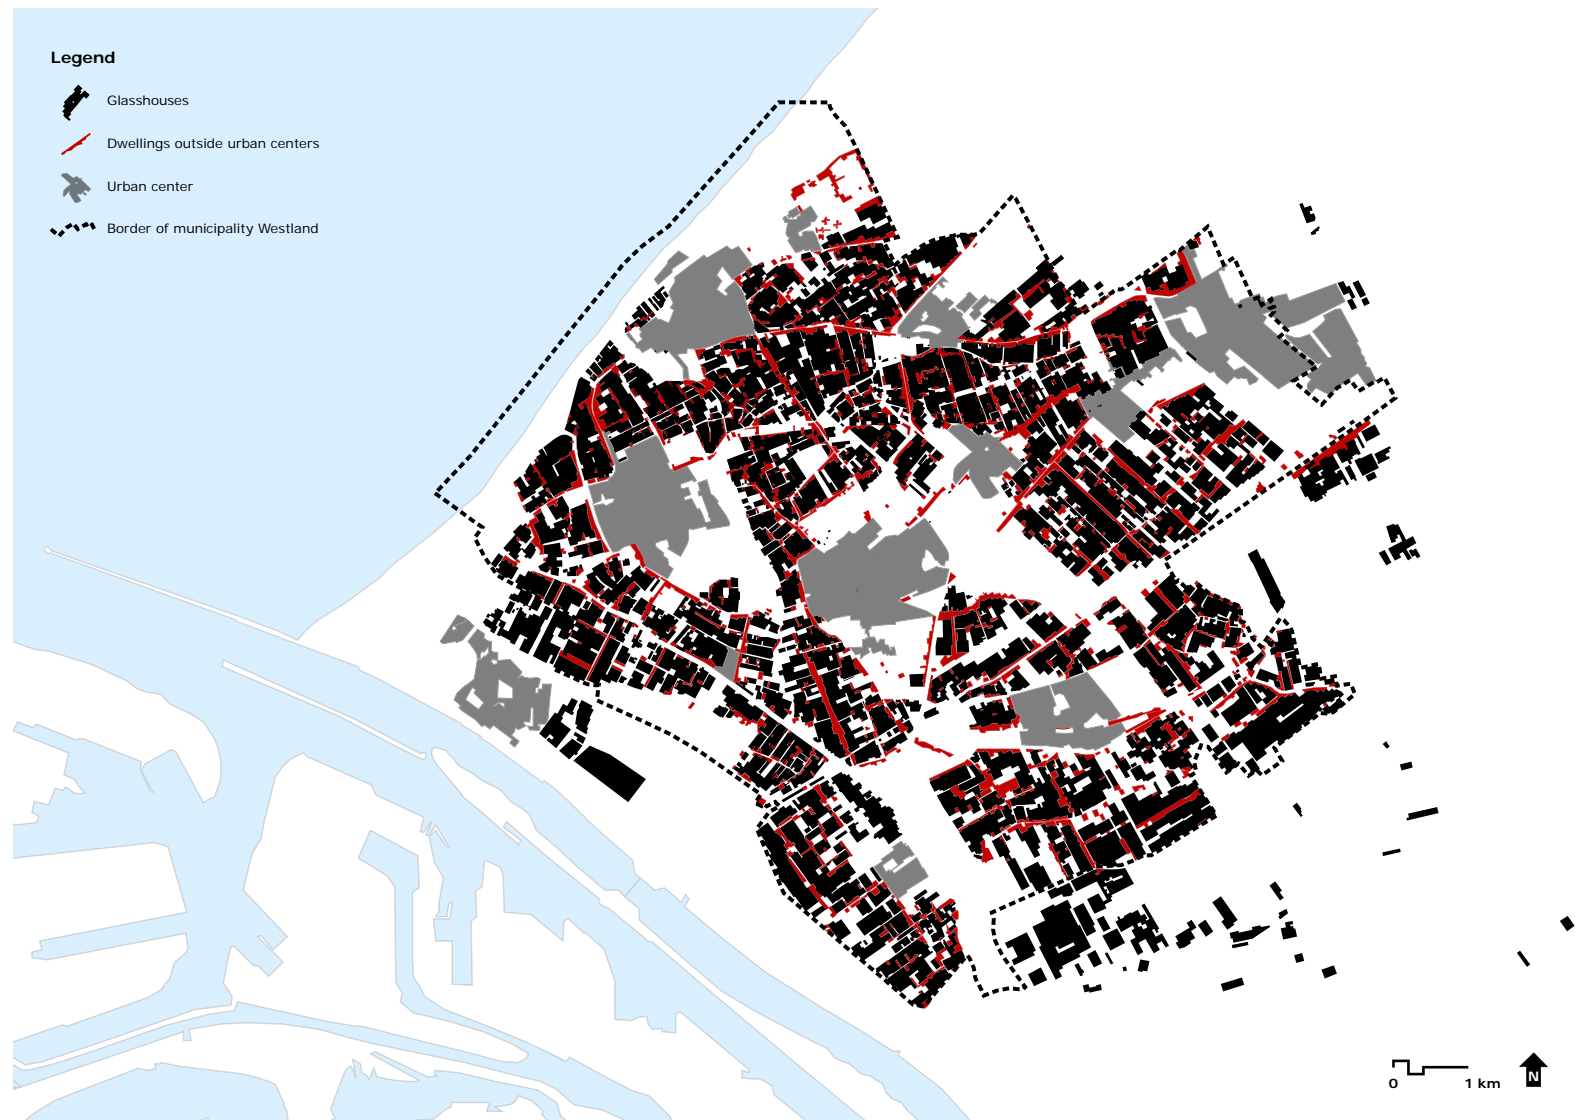 Legend
Glasshouses
Dwellings outside urban centers
Urban center
Border of municipality Westland
0 1 km
N